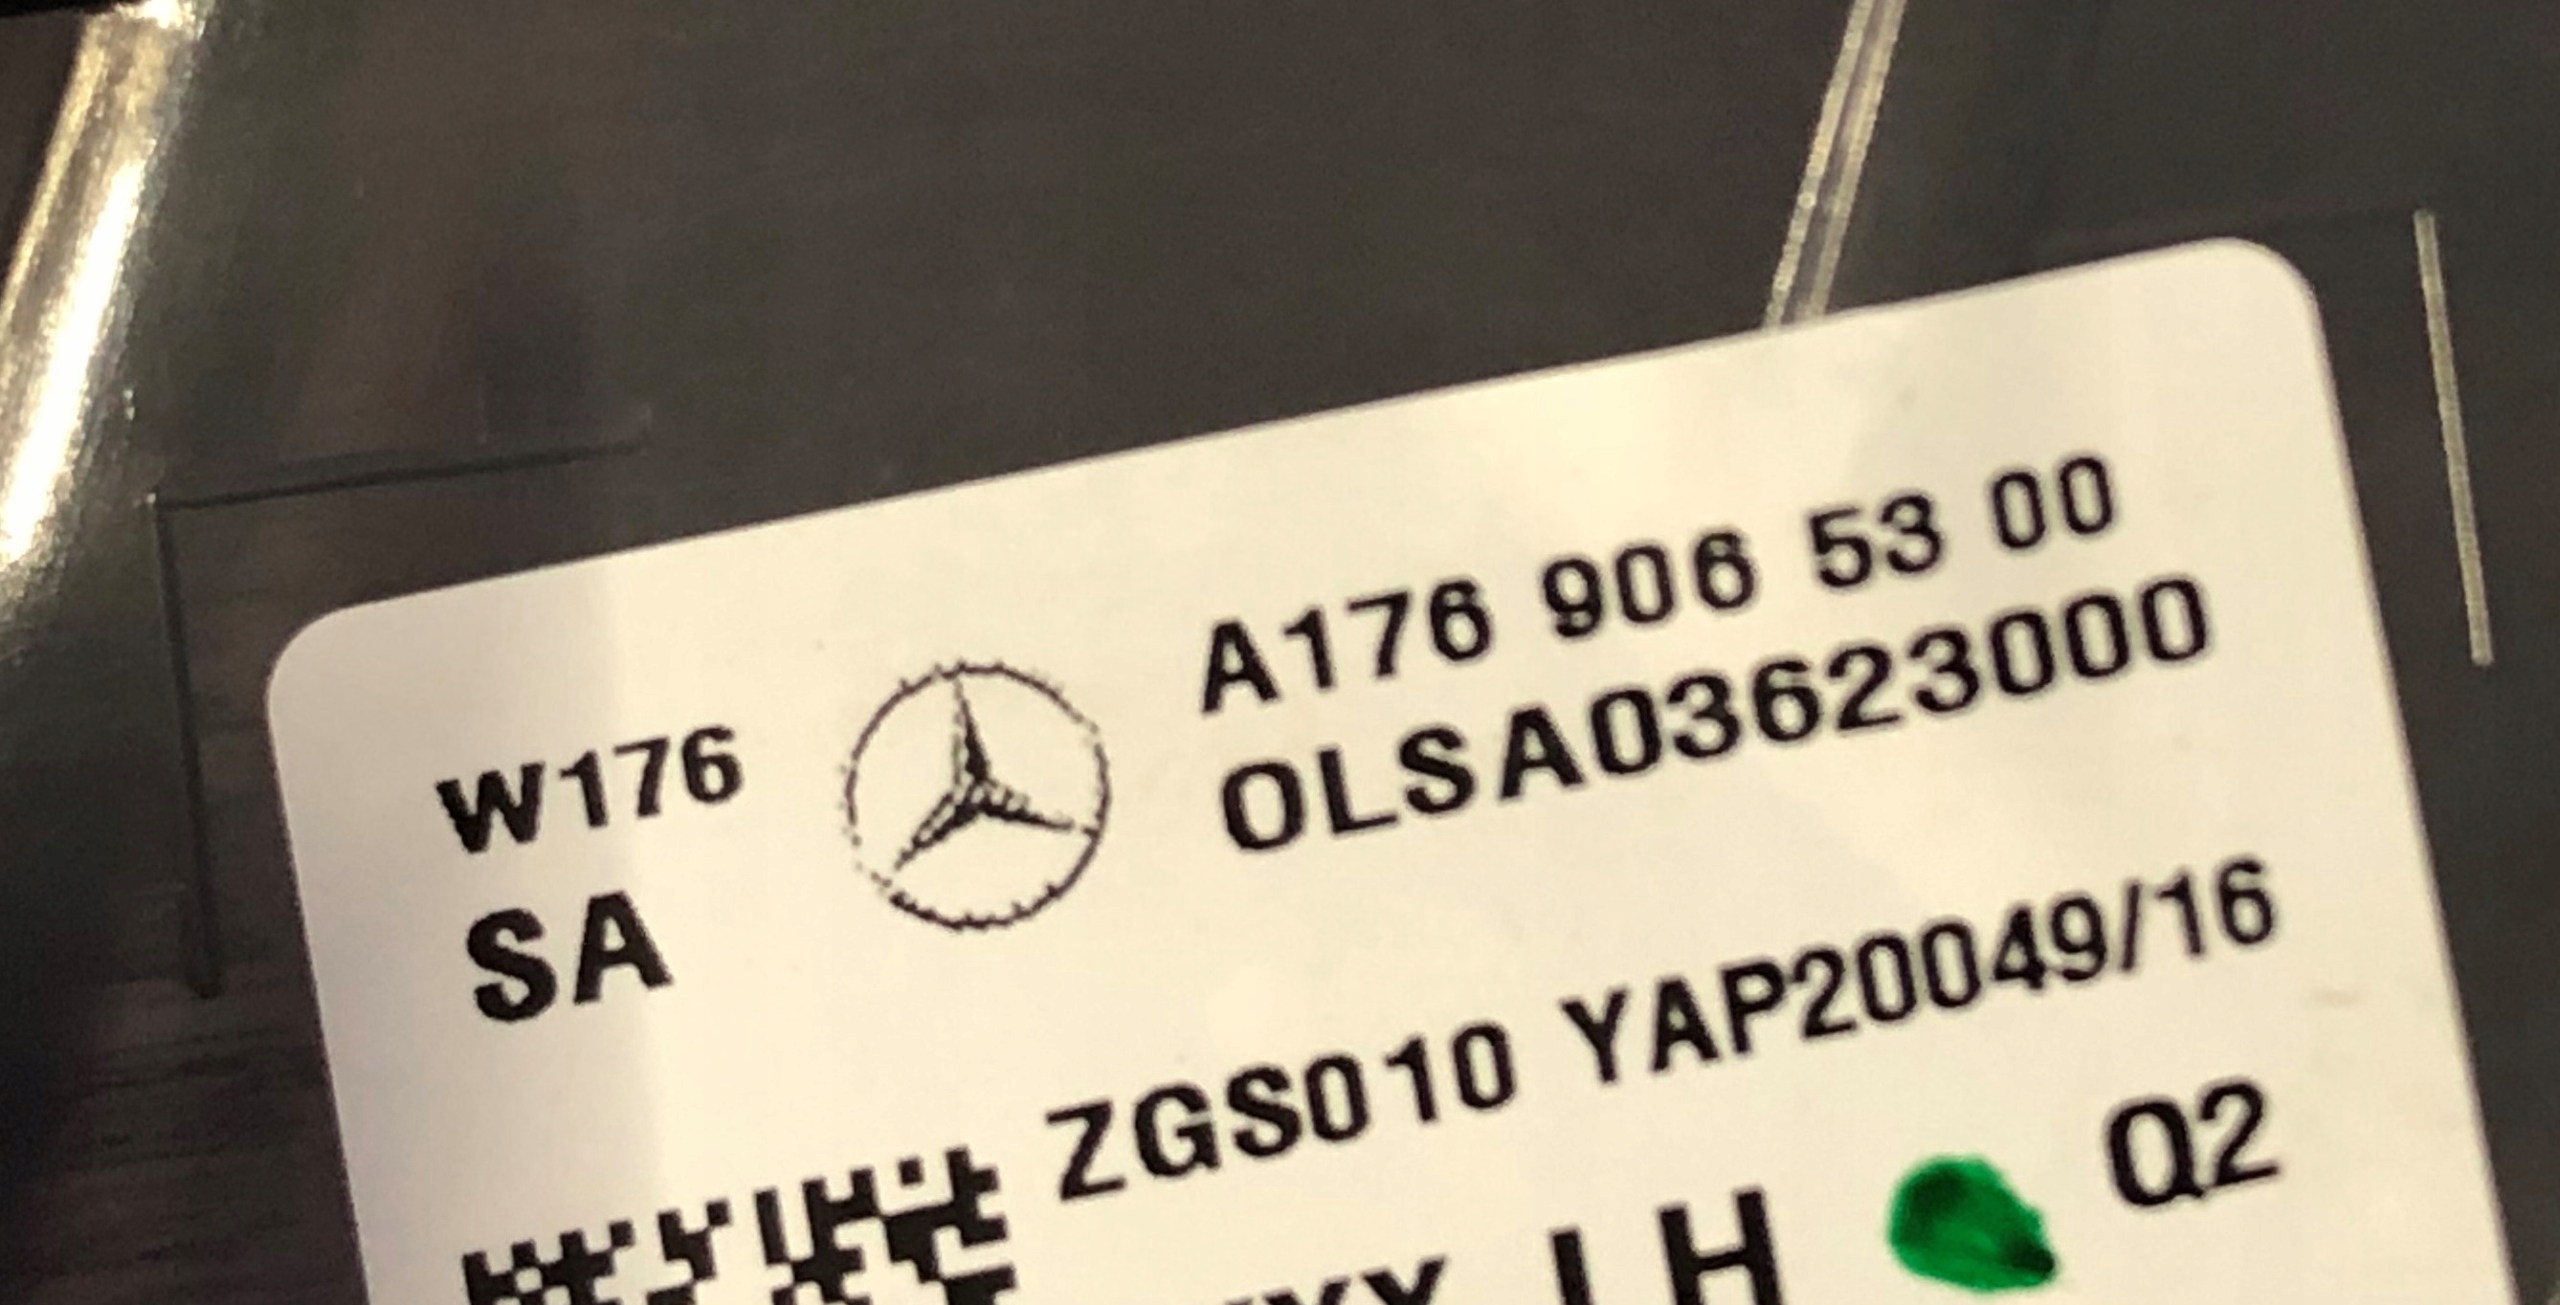 A176 906 53 00
W176 OLSA03623000
SA
ZGS010 YAP20049/16
LH Q2